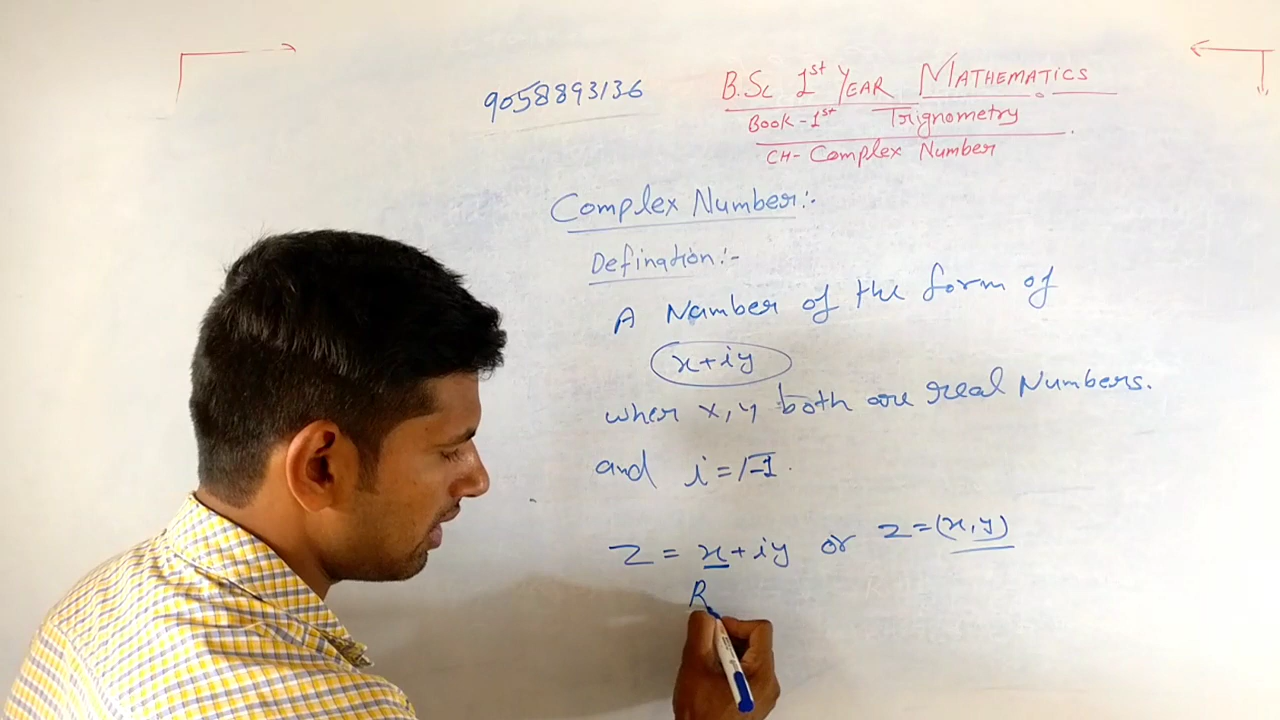 9058893136
B.Sc 1st YEAR MATHEMATICS
Book-1st Trignometry
CH- Complex Number
Complex Number:-
Defination:-
A Number of the form of
x+iy
wher x, y both are real Numbers.
and i=√-1.
Z = x+iy or Z=(x,y)
R